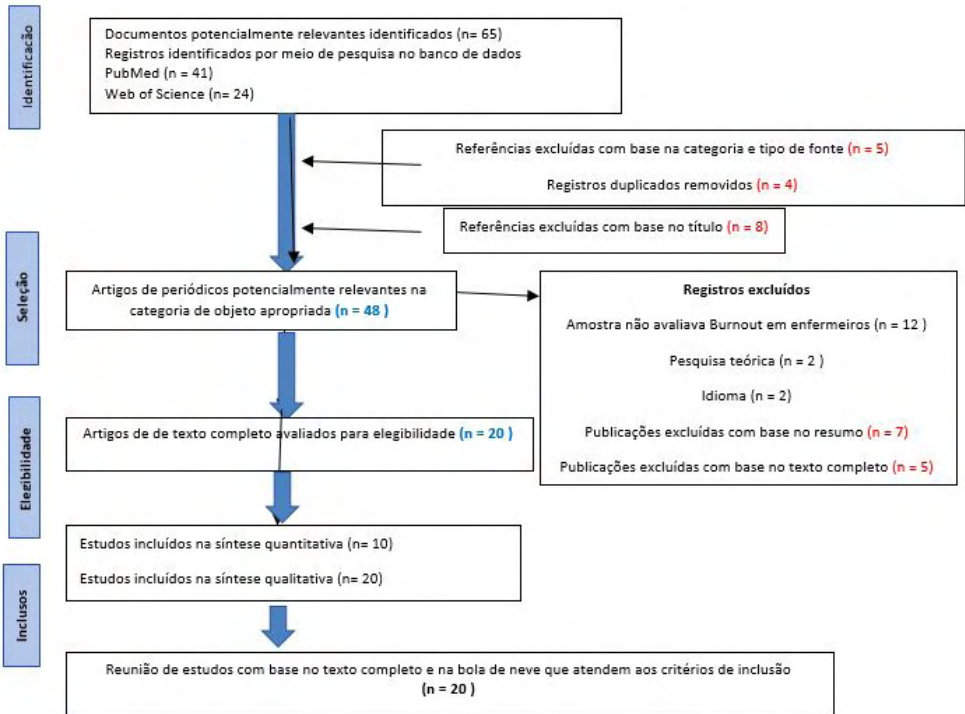 Identificação
Documentos potencialmente relevantes identificados (n= 65)
Registros identificados por meio de pesquisa no banco de dados
PubMed (n = 41)
Web of Science (n= 24)
Referências excluídas com base na categoria e tipo de fonte (n = 5)
Registros duplicados removidos (n = 4)
Referências excluídas com base no título (n = 8)
Seleção
Artigos de periódicos potencialmente relevantes na
categoria de objeto apropriada (n = 48 )
Registros excluídos
Amostra não avaliava Burnout em enfermeiros (n = 12 )
Pesquisa teórica (n = 2 )
Idioma (n = 2)
Publicações excluídas com base no resumo (n = 7)
Publicações excluídas com base no texto completo (n = 5)
Elegibilidade
Artigos de de texto completo avaliados para elegibilidade (n = 20 )
Estudos incluídos na síntese quantitativa (n= 10)
Estudos incluídos na síntese qualitativa (n= 20)
Inclusos
Reunião de estudos com base no texto completo e na bola de neve que atendem aos critérios de inclusão
(n = 20 )